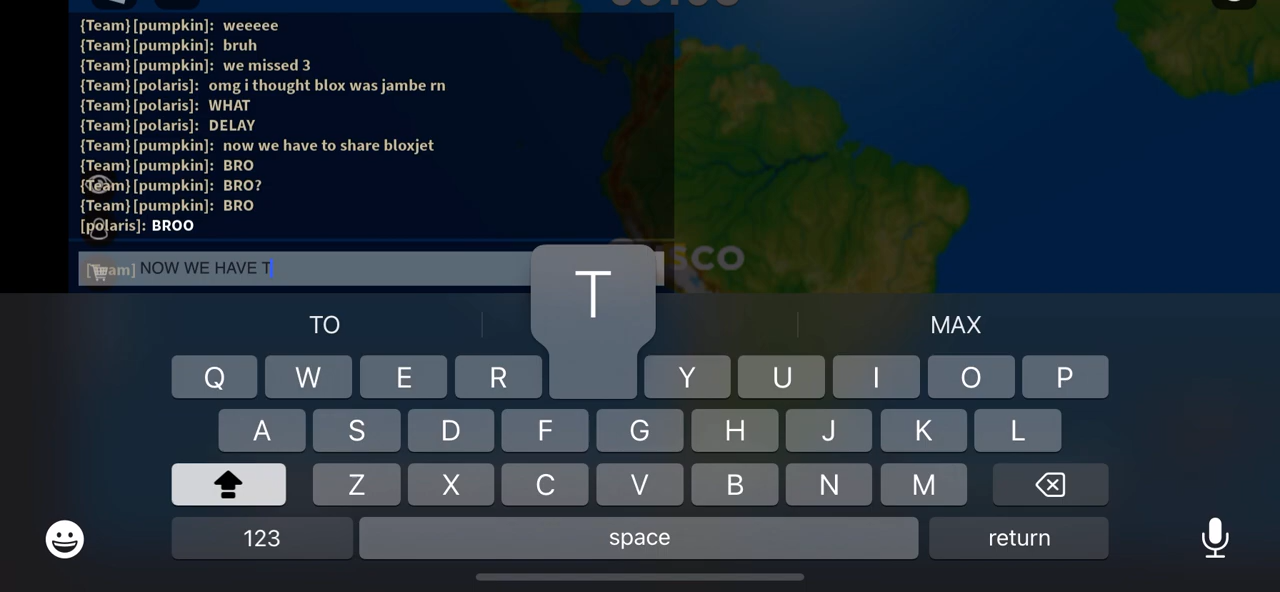 {Team}[pumpkin]: weeeee
{Team}[pumpkin]: bruh
{Team}[pumpkin]: we missed 3
{Team}[polaris]: omg i thought blox was jambe rn
{Team}[polaris]: WHAT
{Team}[polaris]: DELAY
{Team}[pumpkin]: now we have to share bloxjet
{Team}[pumpkin]: BRO
{Team}[pumpkin]: BRO?
{Team}[pumpkin]: BRO
[polaris]: BROO
[Team] NOW WE HAVE T
T
TO MAX
Q W E R Y U I O P
A S D F G H J K L
Z X C V B N M
123 space return